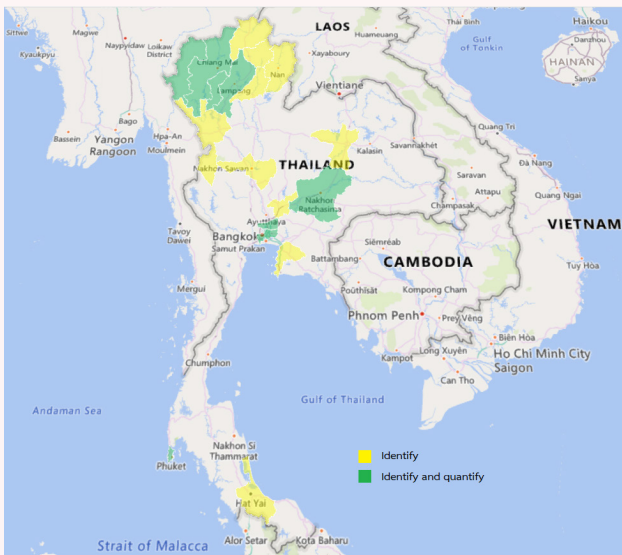 LAOS
Thai Binh
Haikou
Sittwe
Magwe
Naypyidaw
Loikaw
District
Huameuang
Gulf
of Tonkin
Danzhou
Kyaukpyu
Xayaboury
HAINAN
Sanya
Chiang Mai
Nan
Lampang
Vientiane
Bago
Hpa-An
Bassein
Yangon
Rangoon
Moulmein
Kalasin
Savannakhét
Quang Tri
Đà Nang
Nakhon Sawan
THAILAND
Saravan
Attapu
Quang Ngai
Nakhon
Ratchasima
Champasak
Tavoy
Dawei
Ayutthaya
Bangkok
Samut Prakan
VIETNAM
Siĕmréab
Battambang
CAMBODIA
Tuy Hòa
Mergui
Poŭthĭsăt
Kompong Cham
Phnom Penh
Prey Vêng
Biên Hòa
Chumphon
Kampot
Long Xuyên
Ho Chi Minh City
Saigon
Can Tho
Andaman Sea
Gulf of Thailand
Nakhon Si
Thammarat
Phuket
Identify
Identify and quantify
Hat Yai
Strait of Malacca
Alor Setar
Kota Baharu